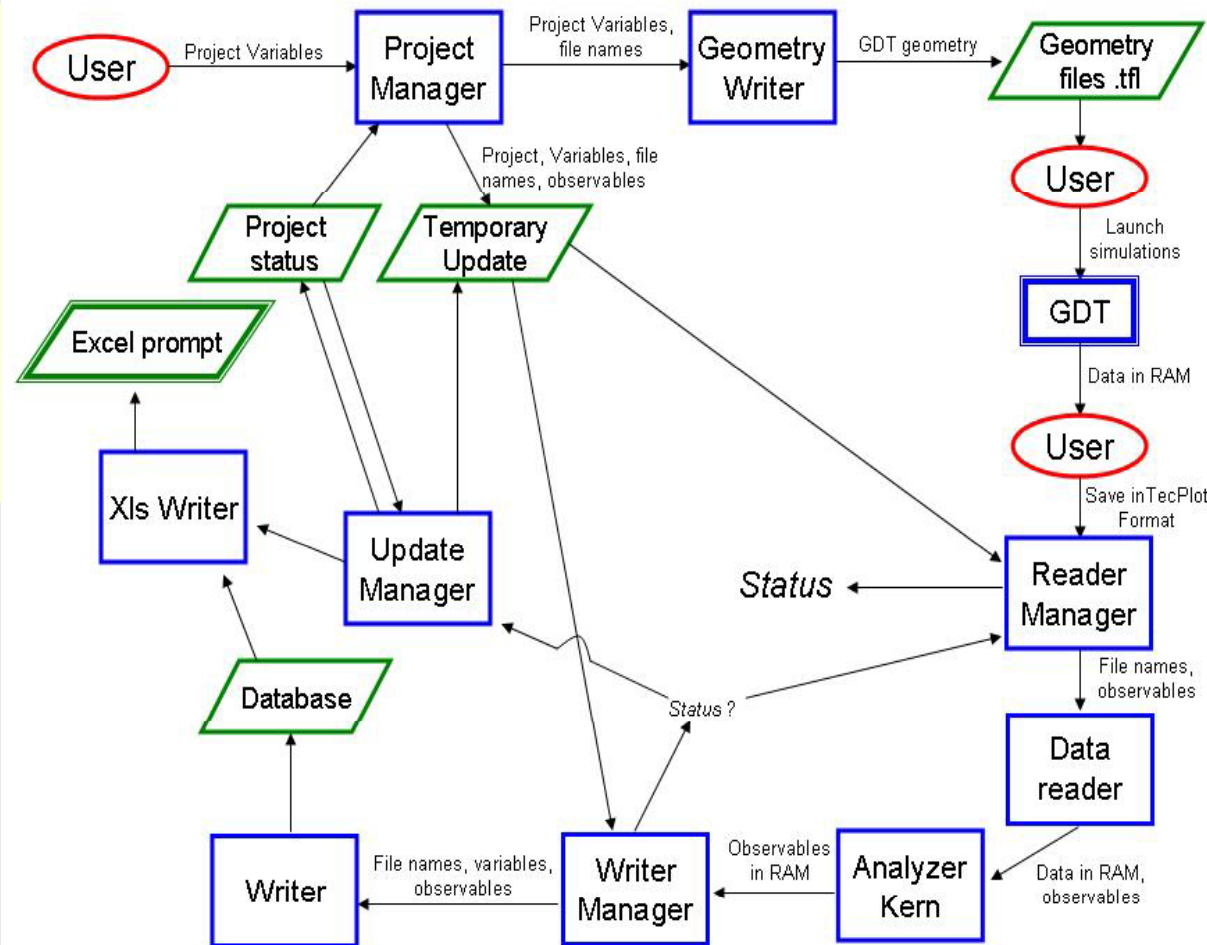 User
Project Variables
Project
Manager
Project Variables,
file names
Geometry
Writer
GDT geometry
Geometry
files .tfl
Project, Variables, file
names, observables
User
Project
status
Temporary
Update
Launch
simulations
GDT
Excel prompt
Data in RAM
User
Xls Writer
Save inTecPlot
Format
Update
Manager
Status
Reader
Manager
File names,
observables
Database
Status ?
Data
reader
Writer
File names, variables,
observables
Writer
Manager
Observables
in RAM
Analyzer
Kern
Data in RAM,
observables